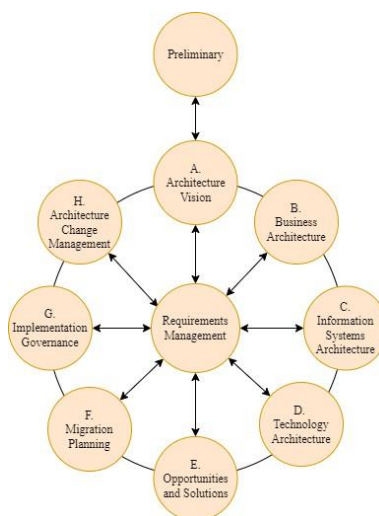 Preliminary
A.
Architecture
Vision
H.
Architecture
Change
Management
B.
Business
Architecture
G.
Implementation
Governance
Requirements
Management
C.
Information
Systems
Architecture
F.
Migration
Planning
D.
Technology
Architecture
E.
Opportunities
and Solutions